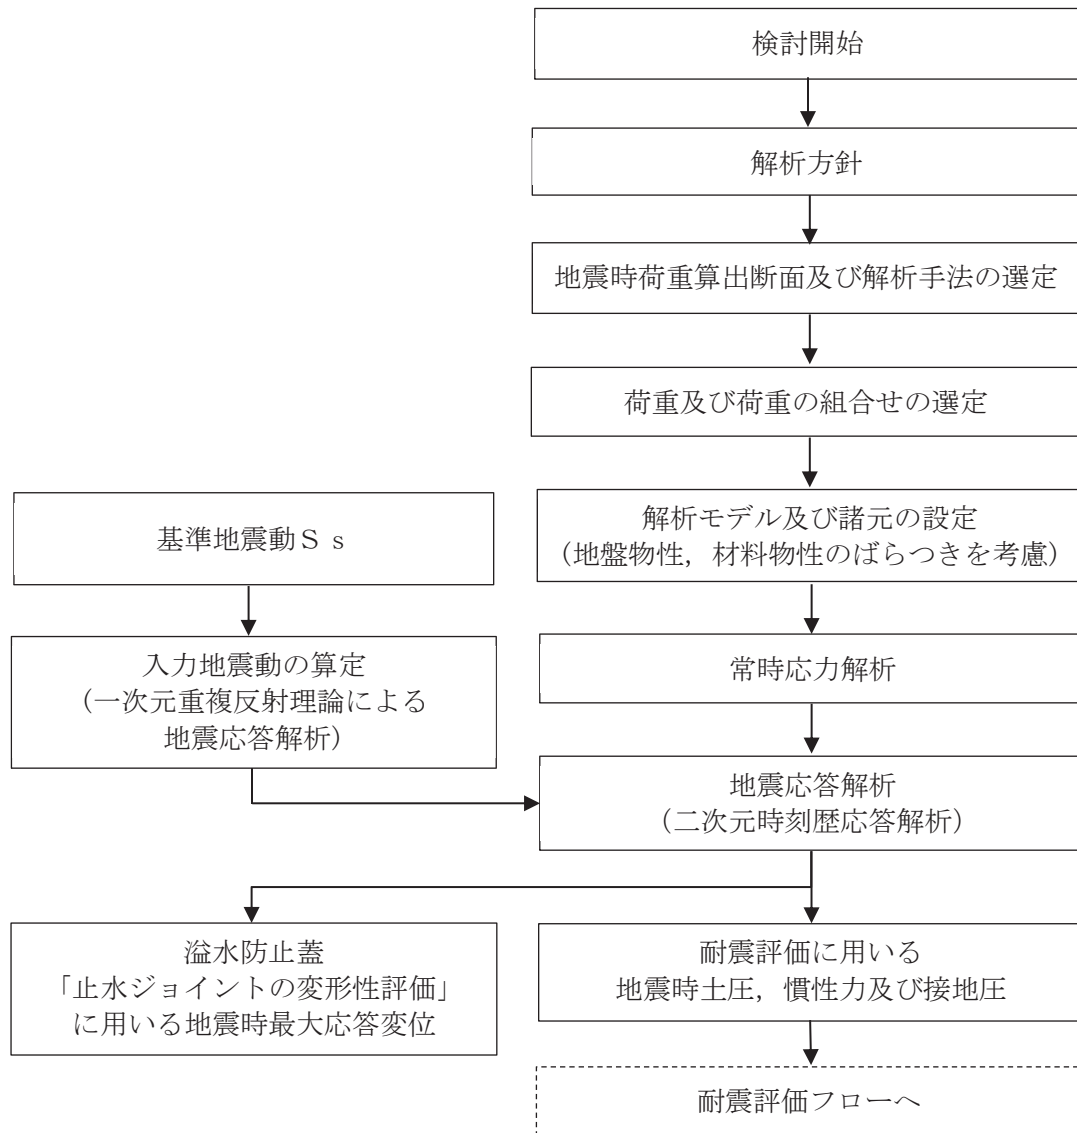 検討開始
解析方針
地震時荷重算出断面及び解析手法の選定
荷重及び荷重の組合せの選定
解析モデル及び諸元の設定
(地盤物性，材料物性のばらつきを考慮)
基準地震動Ｓｓ
入力地震動の算定
(一次元重複反射理論による
地震応答解析)
常時応力解析
地震応答解析
(二次元時刻歴応答解析)
溢水防止蓋
「止水ジョイントの変形性評価」
に用いる地震時最大応答変位
耐震評価に用いる
地震時土圧，慣性力及び接地圧
耐震評価フローへ